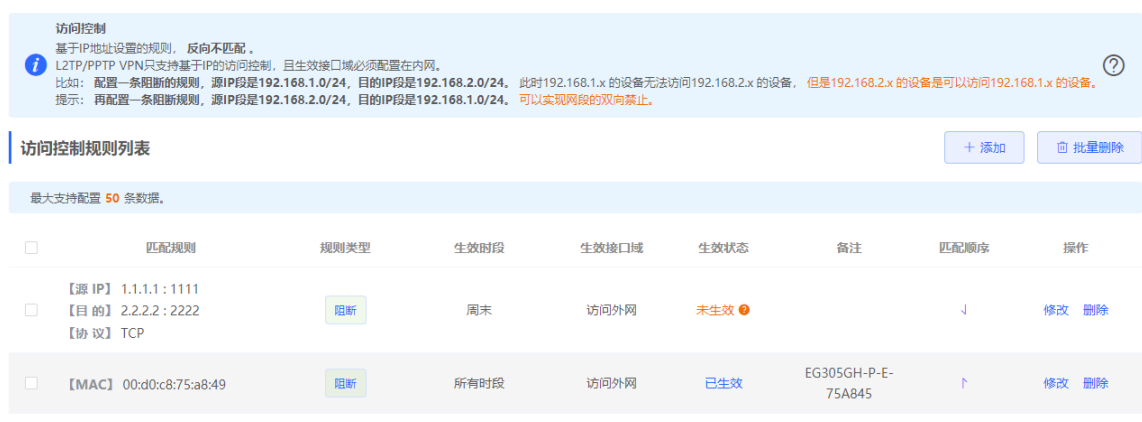 访问控制
基于IP地址设置的规则， 反向不匹配 。
L2TP/PPTP VPN只支持基于IP的访问控制，且生效接口域必须配置在内网。
比如： 配置一条阻断的规则，源IP段是192.168.1.0/24，目的IP段是192.168.2.0/24。 此时192.168.1.x 的设备无法访问192.168.2.x 的设备， 但是192.168.2.x 的设备是可以访问192.168.1.x 的设备。
提示： 再配置一条阻断规则，源IP段是192.168.2.0/24，目的IP段是192.168.1.0/24。 可以实现网段的双向禁止。
访问控制规则列表 添加 批量删除
最大支持配置 50 条数据。
匹配规则 规则类型 生效时段 生效接口域 生效状态 备注 匹配顺序 操作
【源 IP】 1.1.1.1 : 1111
【目 的】 2.2.2.2 : 2222
【协 议】 TCP
阻断 周末 访问外网 未生效 修改 删除
【MAC】 00:d0:c8:75:a8:49 阻断 所有时段 访问外网 已生效 EG305GH-P-E-
75A845 修改 删除